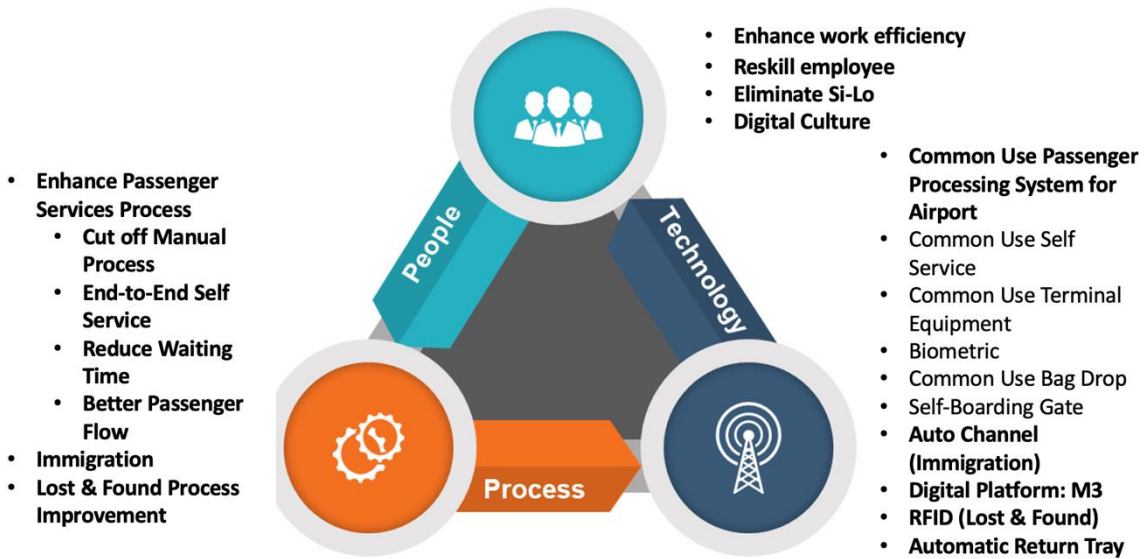 • Enhance work efficiency
• Reskill employee
• Eliminate Si-Lo
• Digital Culture
• Enhance Passenger
Services Process
• Cut off Manual
Process
• End-to-End Self
Service
• Reduce Waiting
Time
• Better Passenger
Flow
• Immigration
• Lost & Found Process
Improvement
People
Technology
Process
• Common Use Passenger
Processing System for
Airport
• Common Use Self
Service
• Common Use Terminal
Equipment
• Biometric
• Common Use Bag Drop
• Self-Boarding Gate
• Auto Channel
(Immigration)
• Digital Platform: M3
• RFID (Lost & Found)
• Automatic Return Tray